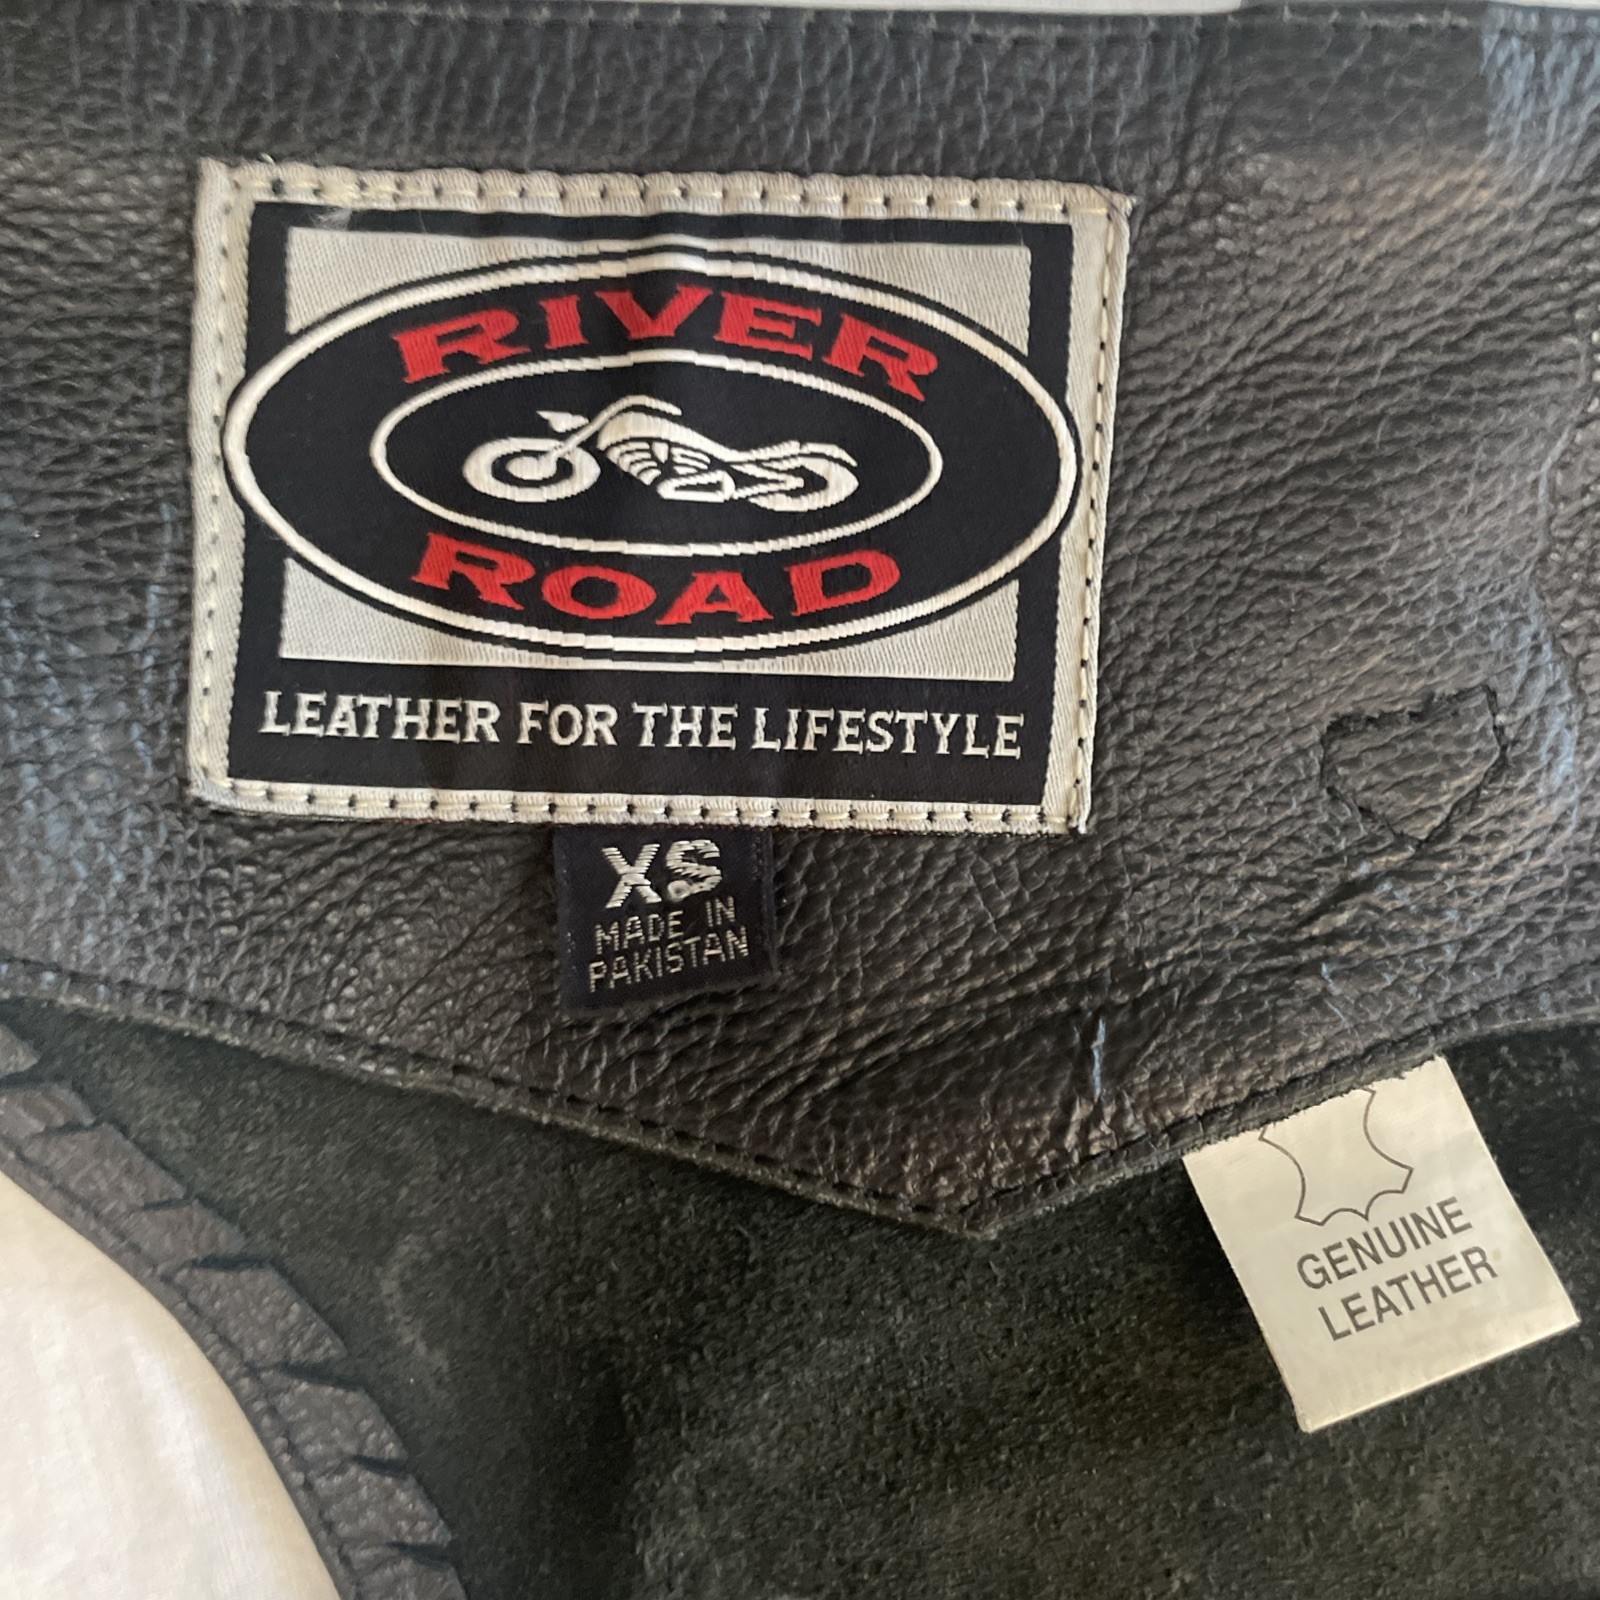 RIVER
ROAD
LEATHER FOR THE LIFESTYLE
XS
MADE IN
PAKISTAN
GENUINE
LEATHER